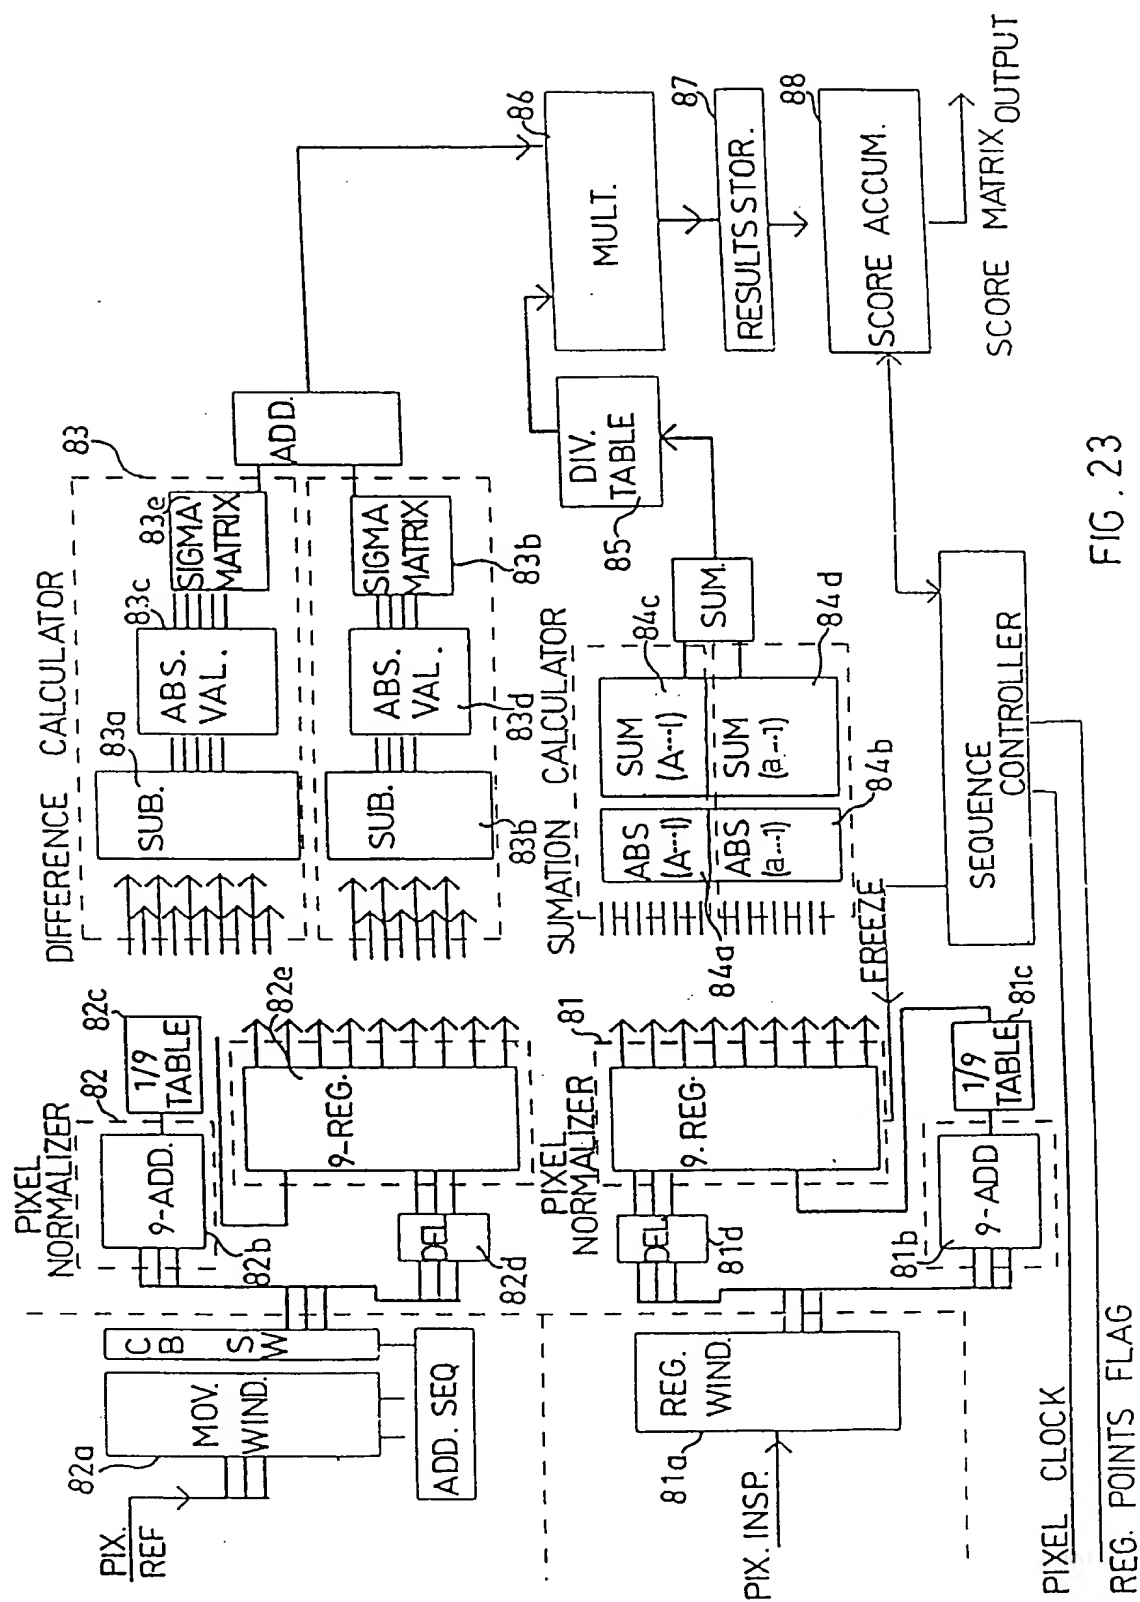 PIX.
REF
82a
MOV.
WIND.
C
B
S
W
ADD. SEQ
PIXEL
NORMALIZER
82
9-ADD.
82b
1/9
TABLE
82c
DEL
82d
9-REG.
82e
DIFFERENCE CALCULATOR
83
SUB.
83a
ABS.
VAL.
83c
SIGMA
MATRIX
83e
SUB.
83b
ABS.
VAL.
83d
SIGMA
MATRIX
83b
ADD.
PIX. INSP.
81a
REG.
WIND.
PIXEL
NORMALIZER
81
DEL
81d
9.REG.
81b
9-ADD
1/9
TABLE
81c
SUMATION CALCULATOR
ABS
(A---I)
84a
ABS
(a---i)
84b
SUM
(A---I)
84c
SUM
(a---i)
84d
SUM.
DIV.
TABLE
85
MULT.
86
RESULTS STOR.
87
SCORE ACCUM.
88
SCORE MATRIX OUTPUT
FREEZE
SEQUENCE
CONTROLLER
PIXEL CLOCK
REG. POINTS FLAG
FIG. 23